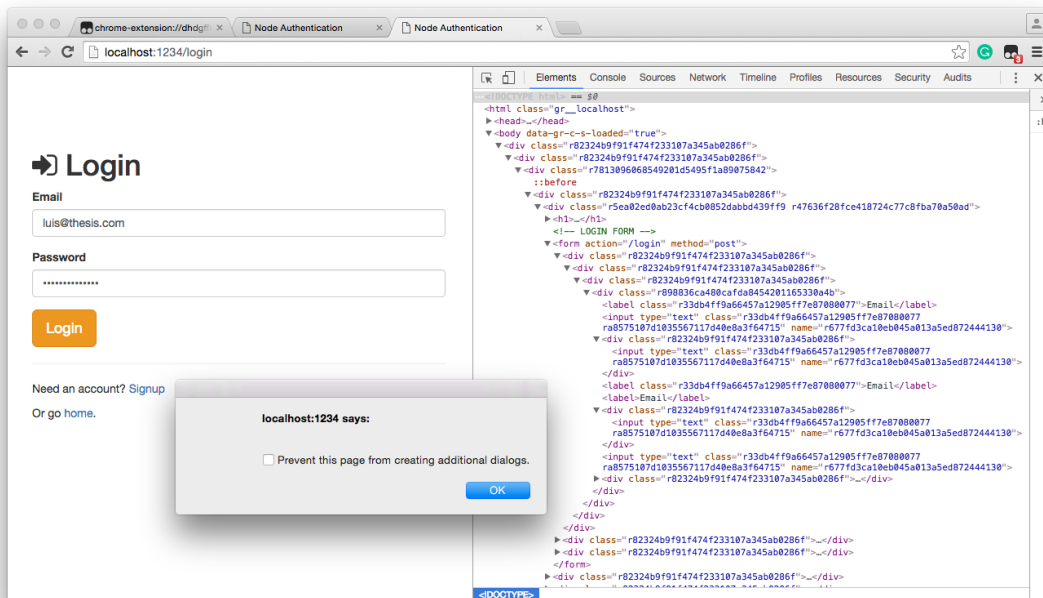 chrome-extension://dhdgff
Node Authentication
Node Authentication
localhost:1234/login
3
Login
Email
luis@thesis.com
Password
••••••••••••••
Login
Need an account? Signup
Or go home.
localhost:1234 says:
Prevent this page from creating additional dialogs.
OK
Elements Console Sources Network Timeline Profiles Resources Security Audits
<!DOCTYPE html> == $0
<html class="gr__localhost">
<head>…</head>
<body data-gr-c-s-loaded="true">
<div class="r82324b9f91f474f233107a345ab0286f">
<div class="r82324b9f91f474f233107a345ab0286f">
<div class="r7813096068549201d5495f1a89075842">
::before
<div class="r82324b9f91f474f233107a345ab0286f">
<div class="r5ea02ed0ab23cf4cb0852dabbd439ff9 r47636f28fce418724c77c8fba70a50ad">
<h1>…</h1>
<!-- LOGIN FORM -->
<form action="/login" method="post">
<div class="r82324b9f91f474f233107a345ab0286f">
<div class="r82324b9f91f474f233107a345ab0286f">
<div class="r82324b9f91f474f233107a345ab0286f">
<div class="r898836ca480cafda8454201165330a4b">
<label class="r33db4ff9a66457a12905ff7e87080077">Email</label>
<input type="text" class="r33db4ff9a66457a12905ff7e87080077
ra8575107d1035567117d40e8a3f64715" name="r677fd3ca10eb045a013a5ed872444130">
<div class="r82324b9f91f474f233107a345ab0286f">
<input type="text" class="r33db4ff9a66457a12905ff7e87080077
ra8575107d1035567117d40e8a3f64715" name="r677fd3ca10eb045a013a5ed872444130">
</div>
<label class="r33db4ff9a66457a12905ff7e87080077">Email</label>
<label>Email</label>
<div class="r82324b9f91f474f233107a345ab0286f">
<input type="text" class="r33db4ff9a66457a12905ff7e87080077
ra8575107d1035567117d40e8a3f64715" name="r677fd3ca10eb045a013a5ed872444130">
</div>
<input type="text" class="r33db4ff9a66457a12905ff7e87080077
ra8575107d1035567117d40e8a3f64715" name="r677fd3ca10eb045a013a5ed872444130">
<div class="r82324b9f91f474f233107a345ab0286f">…</div>
</div>
</div>
</div>
</div>
<div class="r82324b9f91f474f233107a345ab0286f">…</div>
<div class="r82324b9f91f474f233107a345ab0286f">…</div>
</form>
<div class="r82324b9f91f474f233107a345ab0286f">…</div>
<!DOCTYPE>